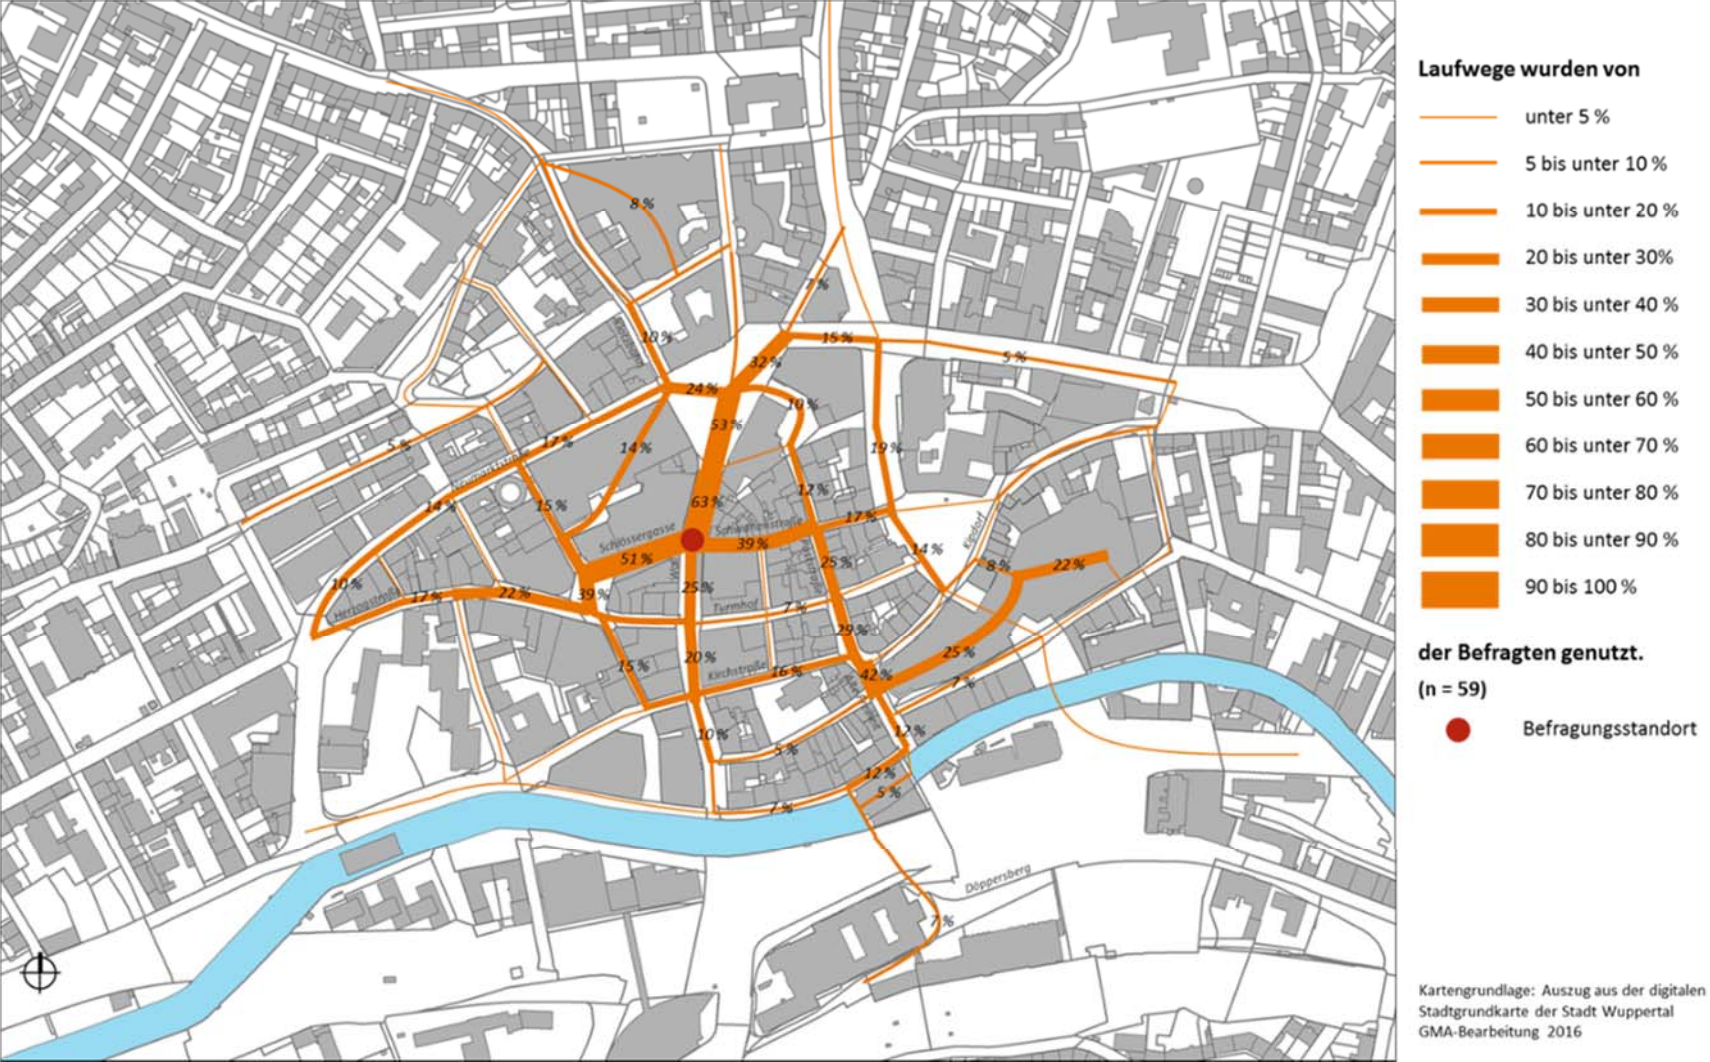 8 %
7 %
10 %
15 %
32 %
5 %
24 %
10 %
53 %
17 %
14 %
19 %
5 %
12 %
14 %
15 %
63 %
17 %
Schlössergasse
Schwanenstraße
39 %
51 %
14 %
25 %
8 %
22 %
10 %
Herzogstraße
17 %
22 %
39 %
25 %
Turmhof
7 %
Kipdorf
29 %
15 %
20 %
Kirchstraße
16 %
42 %
25 %
7 %
10 %
5 %
12 %
12 %
5 %
7 %
Döppersberg
7 %
Laufwege wurden von
unter 5 %
5 bis unter 10 %
10 bis unter 20 %
20 bis unter 30%
30 bis unter 40 %
40 bis unter 50 %
50 bis unter 60 %
60 bis unter 70 %
70 bis unter 80 %
80 bis unter 90 %
90 bis 100 %
der Befragten genutzt.
(n = 59)
Befragungsstandort
Kartengrundlage: Auszug aus der digitalen
Stadtgrundkarte der Stadt Wuppertal
GMA-Bearbeitung 2016